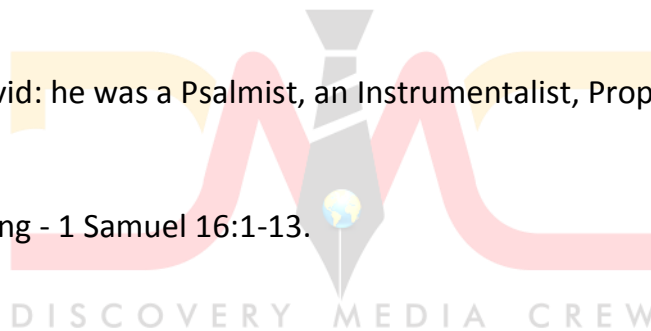 vid: he was a Psalmist, an Instrumentalist, Prop
ng - 1 Samuel 16:1-13.
DISCOVERY MEDIA CREW